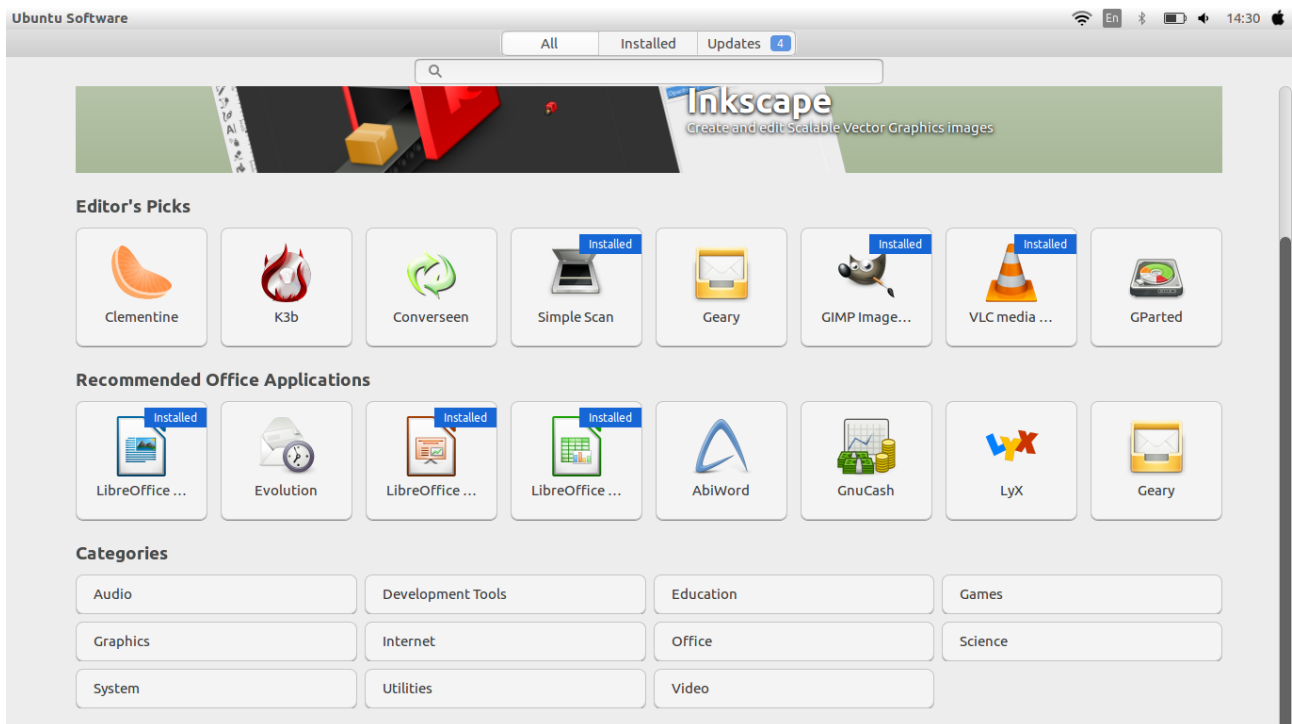 Ubuntu Software En 14:30
All Installed Updates 4
Inkscape
Create and edit Scalable Vector Graphics images
Editor's Picks
Installed Installed Installed
Clementine K3b Converseen Simple Scan Geary GIMP Image... VLC media ... GParted
Recommended Office Applications
Installed Installed Installed
LibreOffice ... Evolution LibreOffice ... LibreOffice ... AbiWord GnuCash LyX Geary
Categories
Audio Development Tools Education Games
Graphics Internet Office Science
System Utilities Video